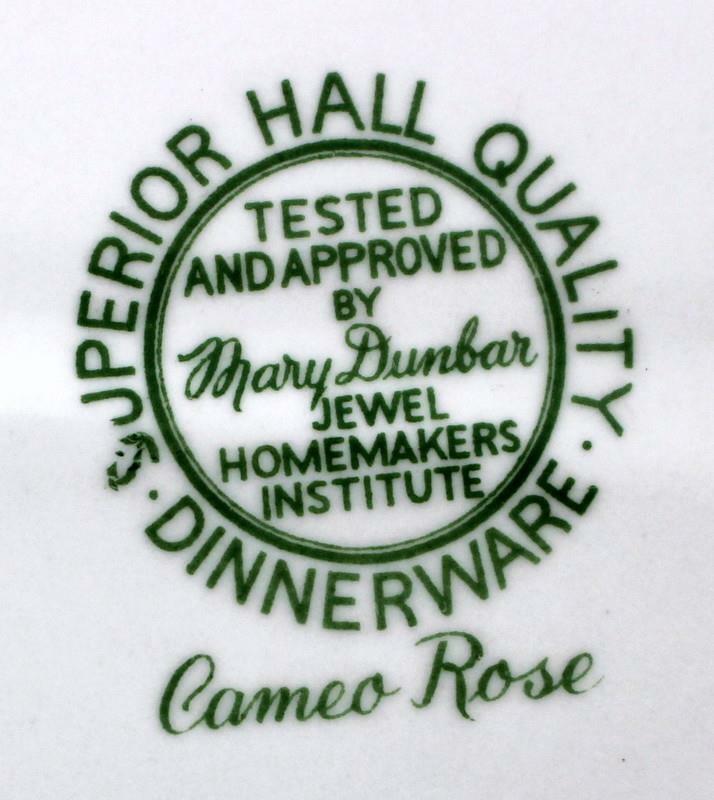 SUPERIOR HALL QUALITY
· DINNERWARE ·
TESTED
AND APPROVED
BY
Mary Dunbar
JEWEL
HOMEMAKERS
INSTITUTE
Cameo Rose